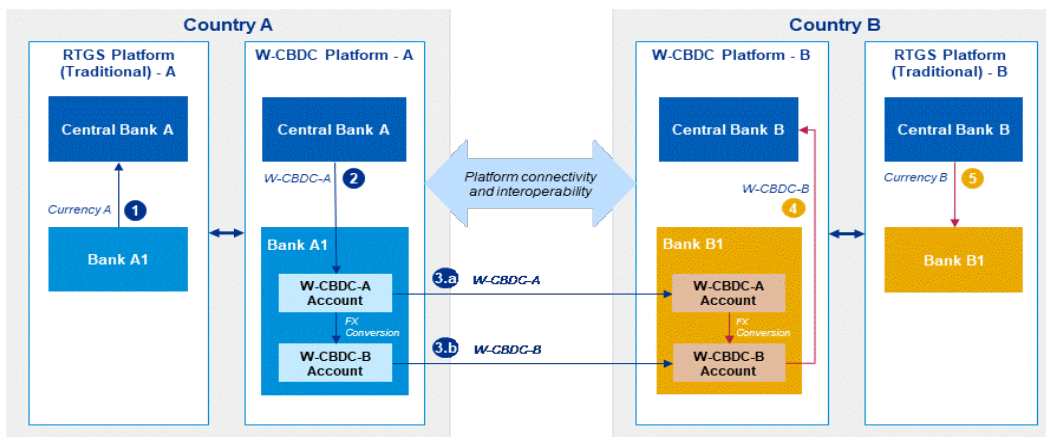 Country A
RTGS Platform
(Traditional) - A
Central Bank A
Currency A
1
Bank A1
W-CBDC Platform - A
Central Bank A
W-CBDC-A
2
Bank A1
W-CBDC-A
Account
FX
Conversion
W-CBDC-B
Account
Platform connectivity
and interoperability
3.a W-CBDC-A
3.b W-CBDC-B
Country B
W-CBDC Platform - B
Central Bank B
W-CBDC-B
4
Bank B1
W-CBDC-A
Account
FX
Conversion
W-CBDC-B
Account
RTGS Platform
(Traditional) - B
Central Bank B
Currency B
5
Bank B1